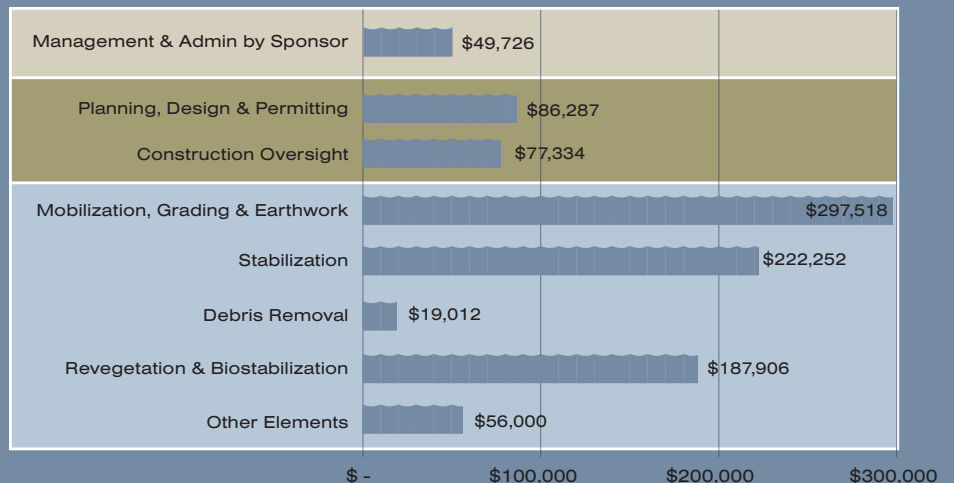 Management & Admin by Sponsor $49,726
Planning, Design & Permitting $86,287
Construction Oversight $77,334
Mobilization, Grading & Earthwork $297,518
Stabilization $222,252
Debris Removal $19,012
Revegetation & Biostabilization $187,906
Other Elements $56,000
$ - $100,000 $200,000 $300,000